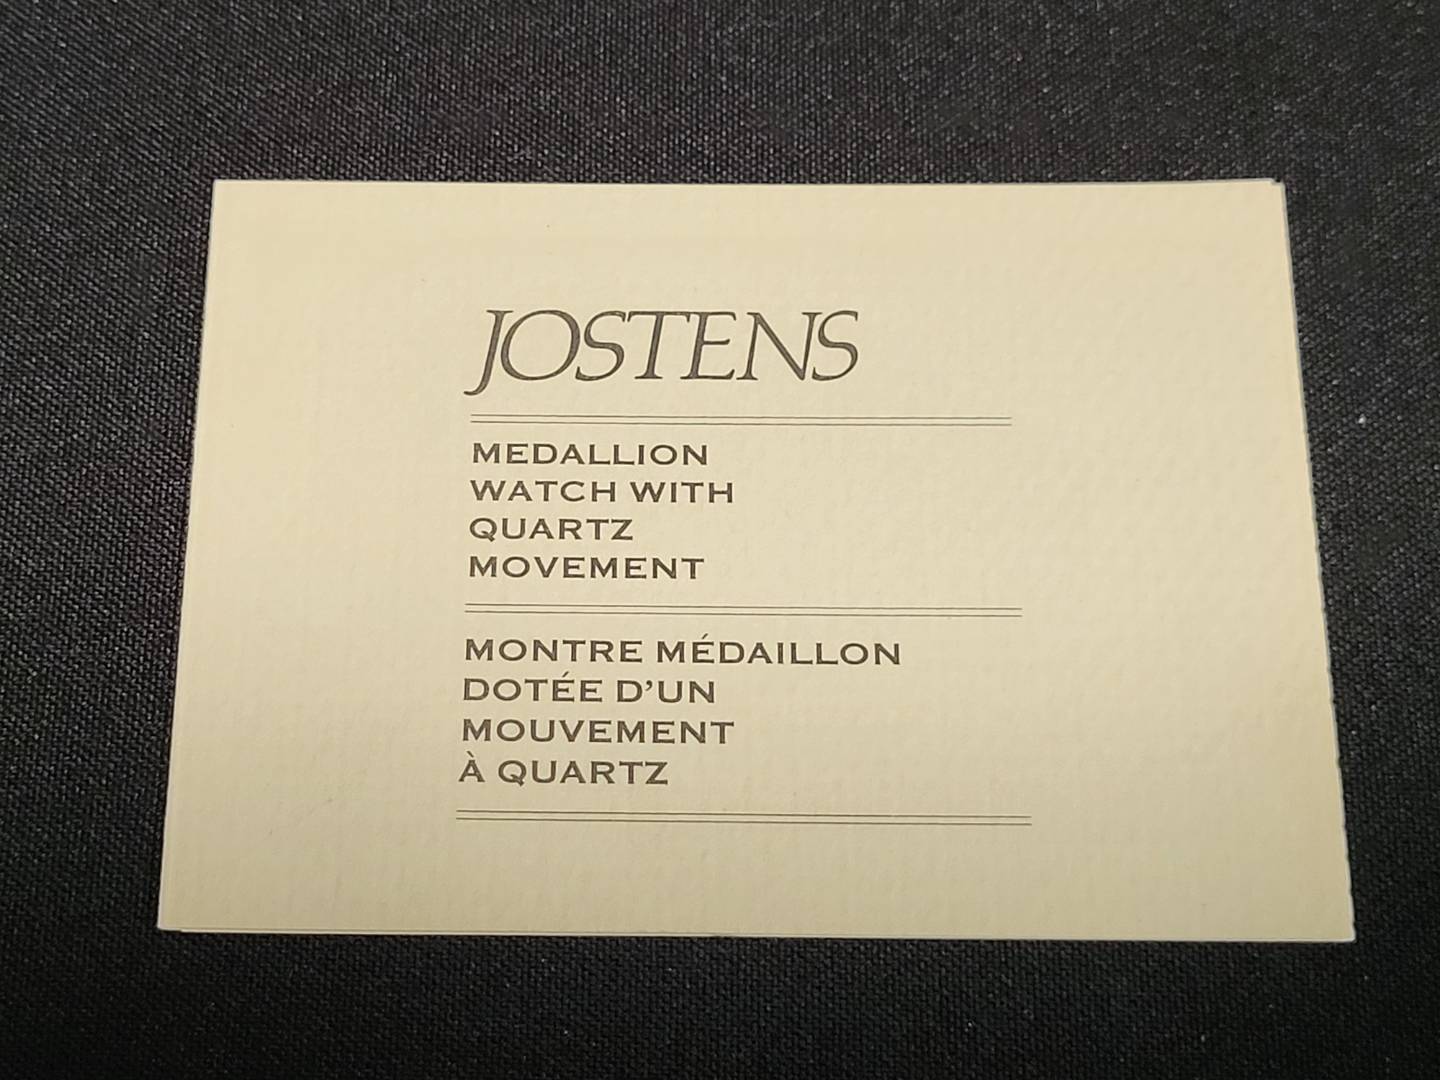 JOSTENS
MEDALLION
WATCH WITH
QUARTZ
MOVEMENT
MONTRE MÉDAILLON
DOTÉE D’UN
MOUVEMENT
À QUARTZ